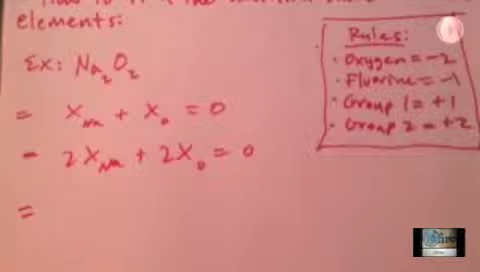 elements:
Ex: Na2O2
= XNa + XO = 0
- 2XNa + 2XO = 0
=
Rules:
· Oxygen = -2
· Fluorine = -1
· Group 1 = +1
· Group 2 = +2